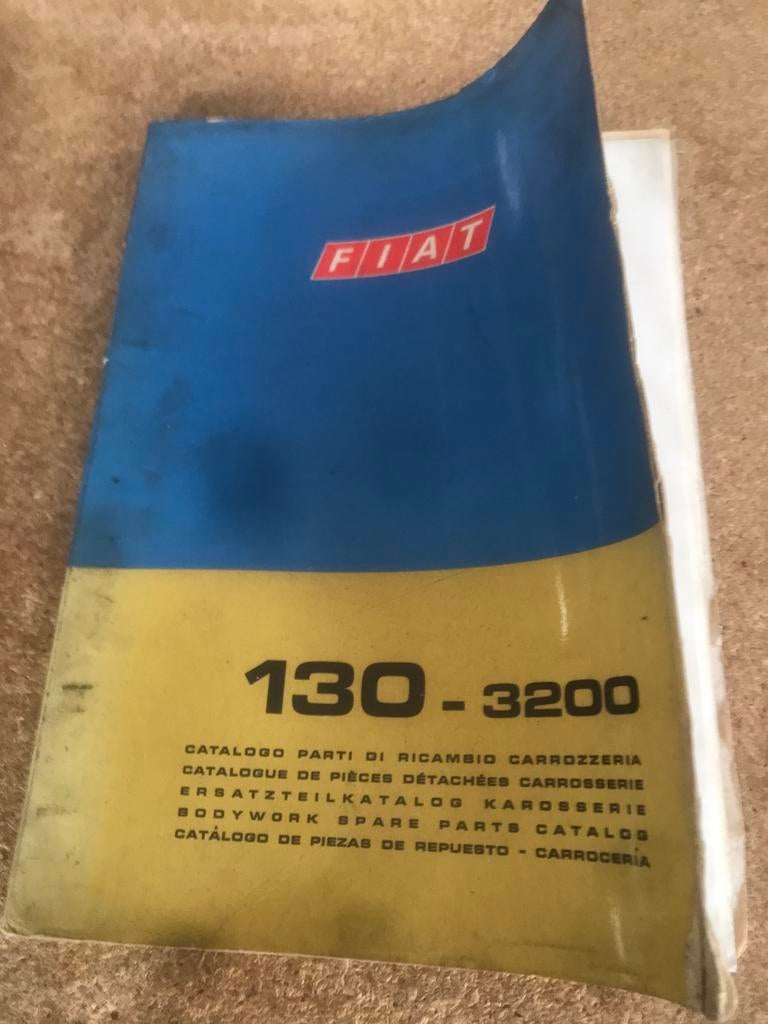 FIAT
130 - 3200
CATALOGO PARTI DI RICAMBIO CARROZZERIA
CATALOGUE DE PIÈCES DÉTACHÉES CARROSSERIE
ERSATZTEILKATALOG KAROSSERIE
BODYWORK SPARE PARTS CATALOG
CATÁLOGO DE PIEZAS DE REPUESTO - CARROCERÍA